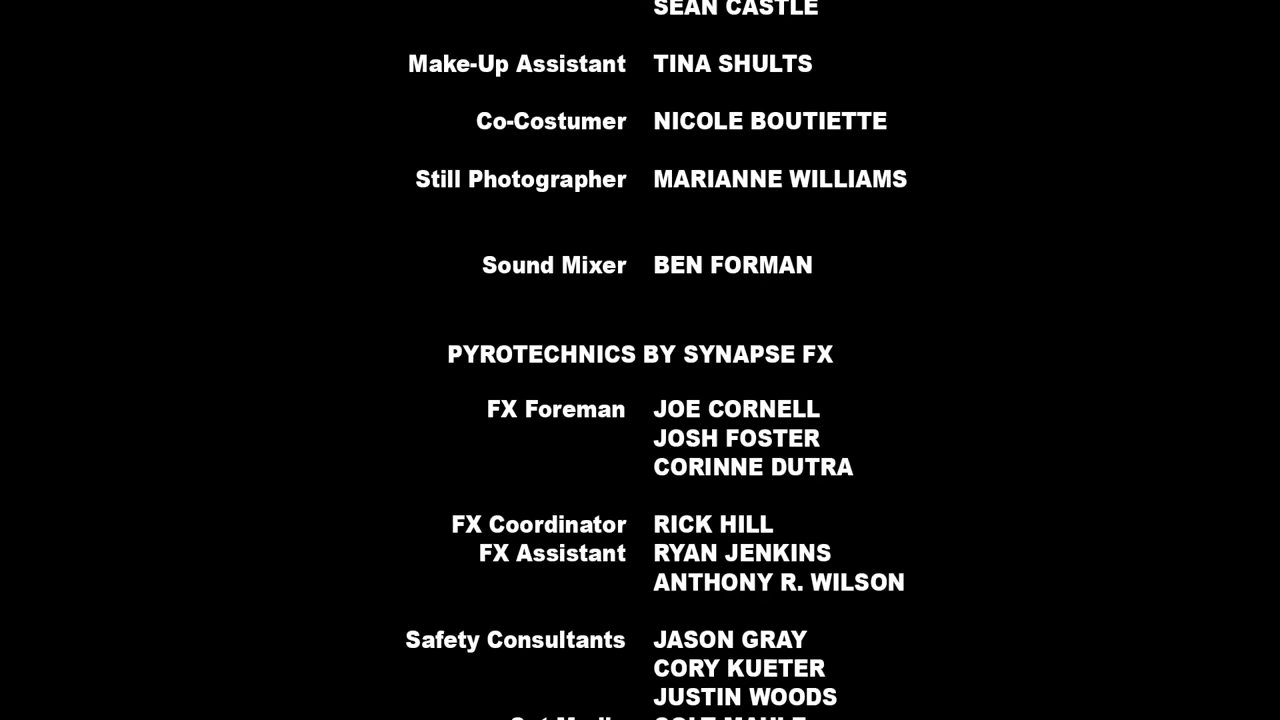 SEAN CASTLE
Make-Up Assistant TINA SHULTS
Co-Costumer NICOLE BOUTIETTE
Still Photographer MARIANNE WILLIAMS
Sound Mixer BEN FORMAN
PYROTECHNICS BY SYNAPSE FX
FX Foreman JOE CORNELL
JOSH FOSTER
CORINNE DUTRA
FX Coordinator RICK HILL
FX Assistant RYAN JENKINS
ANTHONY R. WILSON
Safety Consultants JASON GRAY
CORY KUETER
JUSTIN WOODS